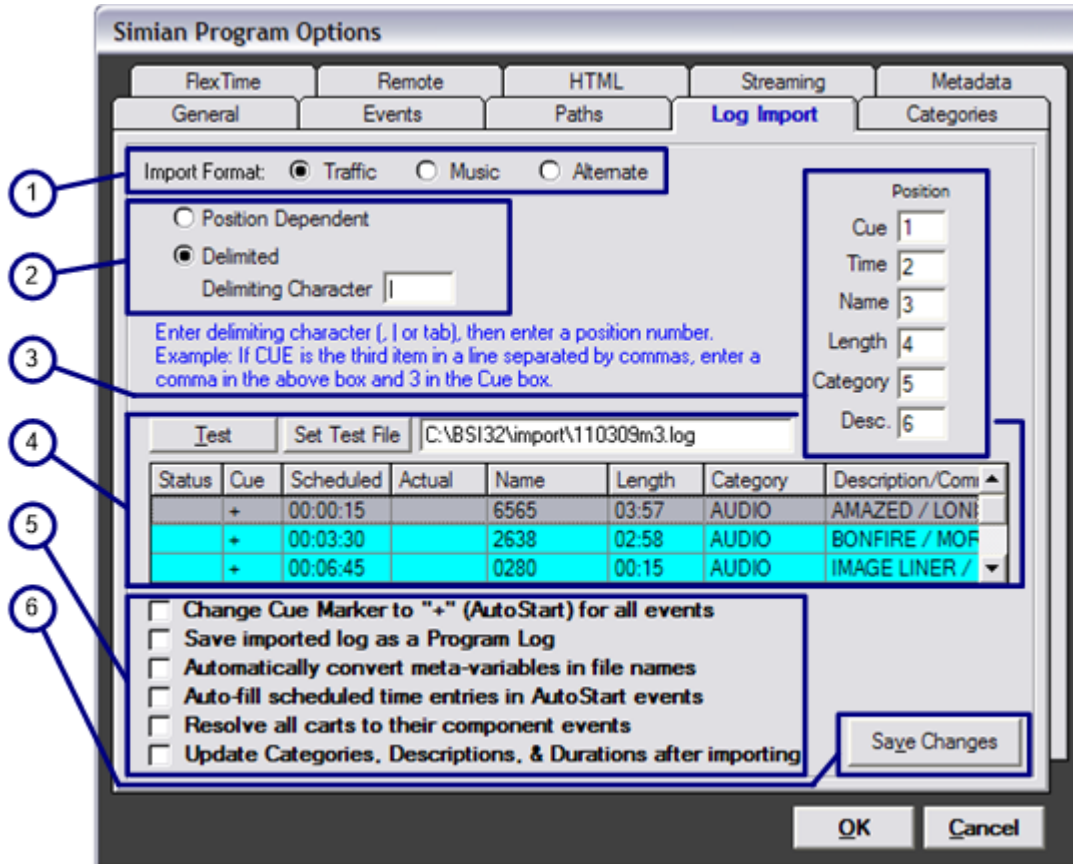 Simian Program Options
FlexTime Remote HTML Streaming Metadata
General Events Paths Log Import Categories
1
Import Format: Traffic Music Alternate
2
Position Dependent
Delimited
Delimiting Character |
Position
Cue 1
Time 2
Name 3
Length 4
Category 5
Desc. 6
Enter delimiting character (, | or tab), then enter a position number.
Example: If CUE is the third item in a line separated by commas, enter a
comma in the above box and 3 in the Cue box.
3
4
Test Set Test File C:\BSI32\import\110309m3.log
Status Cue Scheduled Actual Name Length Category Description/Com
+ 00:00:15 6565 03:57 AUDIO AMAZED / LON
+ 00:03:30 2638 02:58 AUDIO BONFIRE / MOR
+ 00:06:45 0280 00:15 AUDIO IMAGE LINER /
5
6
Change Cue Marker to "+" (AutoStart) for all events
Save imported log as a Program Log
Automatically convert meta-variables in file names
Auto-fill scheduled time entries in AutoStart events
Resolve all carts to their component events
Update Categories, Descriptions, & Durations after importing
Save Changes
OK Cancel